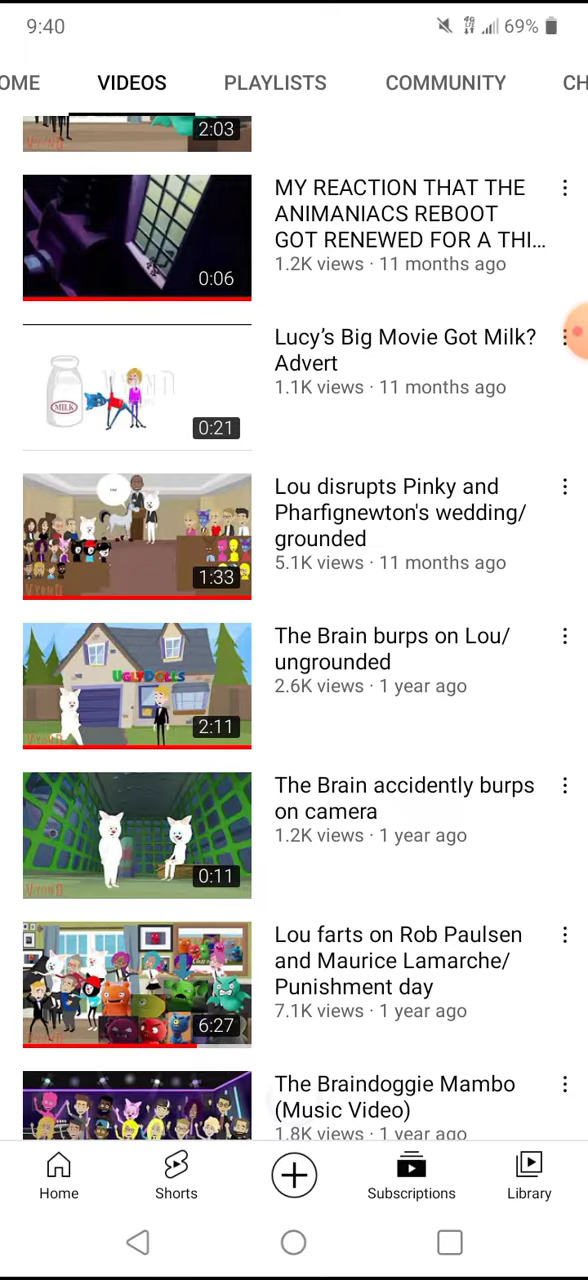 9:40
69%
OME VIDEOS PLAYLISTS COMMUNITY CH
2:03
MY REACTION THAT THE
ANIMANIACS REBOOT
GOT RENEWED FOR A THI...
1.2K views · 11 months ago
0:06
Lucy’s Big Movie Got Milk?
Advert
1.1K views · 11 months ago
MILK
0:21
Lou disrupts Pinky and
Pharfignewton's wedding/
grounded
5.1K views · 11 months ago
1:33
VYOND
The Brain burps on Lou/
ungrounded
2.6K views · 1 year ago
UGLYDOLLS
2:11
VYOND
The Brain accidently burps
on camera
1.2K views · 1 year ago
0:11
VYOND
Lou farts on Rob Paulsen
and Maurice Lamarche/
Punishment day
7.1K views · 1 year ago
6:27
The Braindoggie Mambo
(Music Video)
1.8K views · 1 year ago
Home
Shorts
Subscriptions
Library